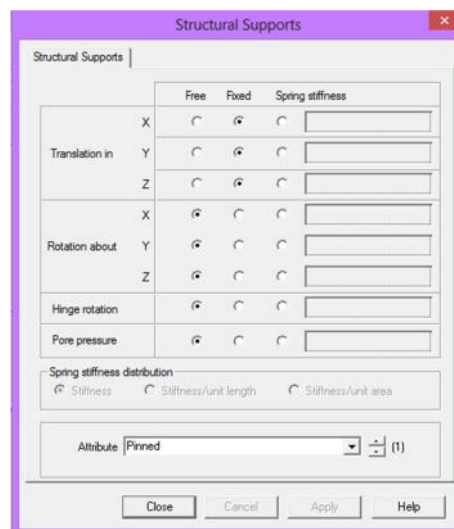 Structural Supports
Structural Supports
Free Fixed Spring stiffness
X
Translation in Y
Z
X
Rotation about Y
Z
Hinge rotation
Pore pressure
Spring stiffness distribution
Stiffness Stiffness/unit length Stiffness/unit area
Attribute Pinned (1)
Close Cancel Apply Help